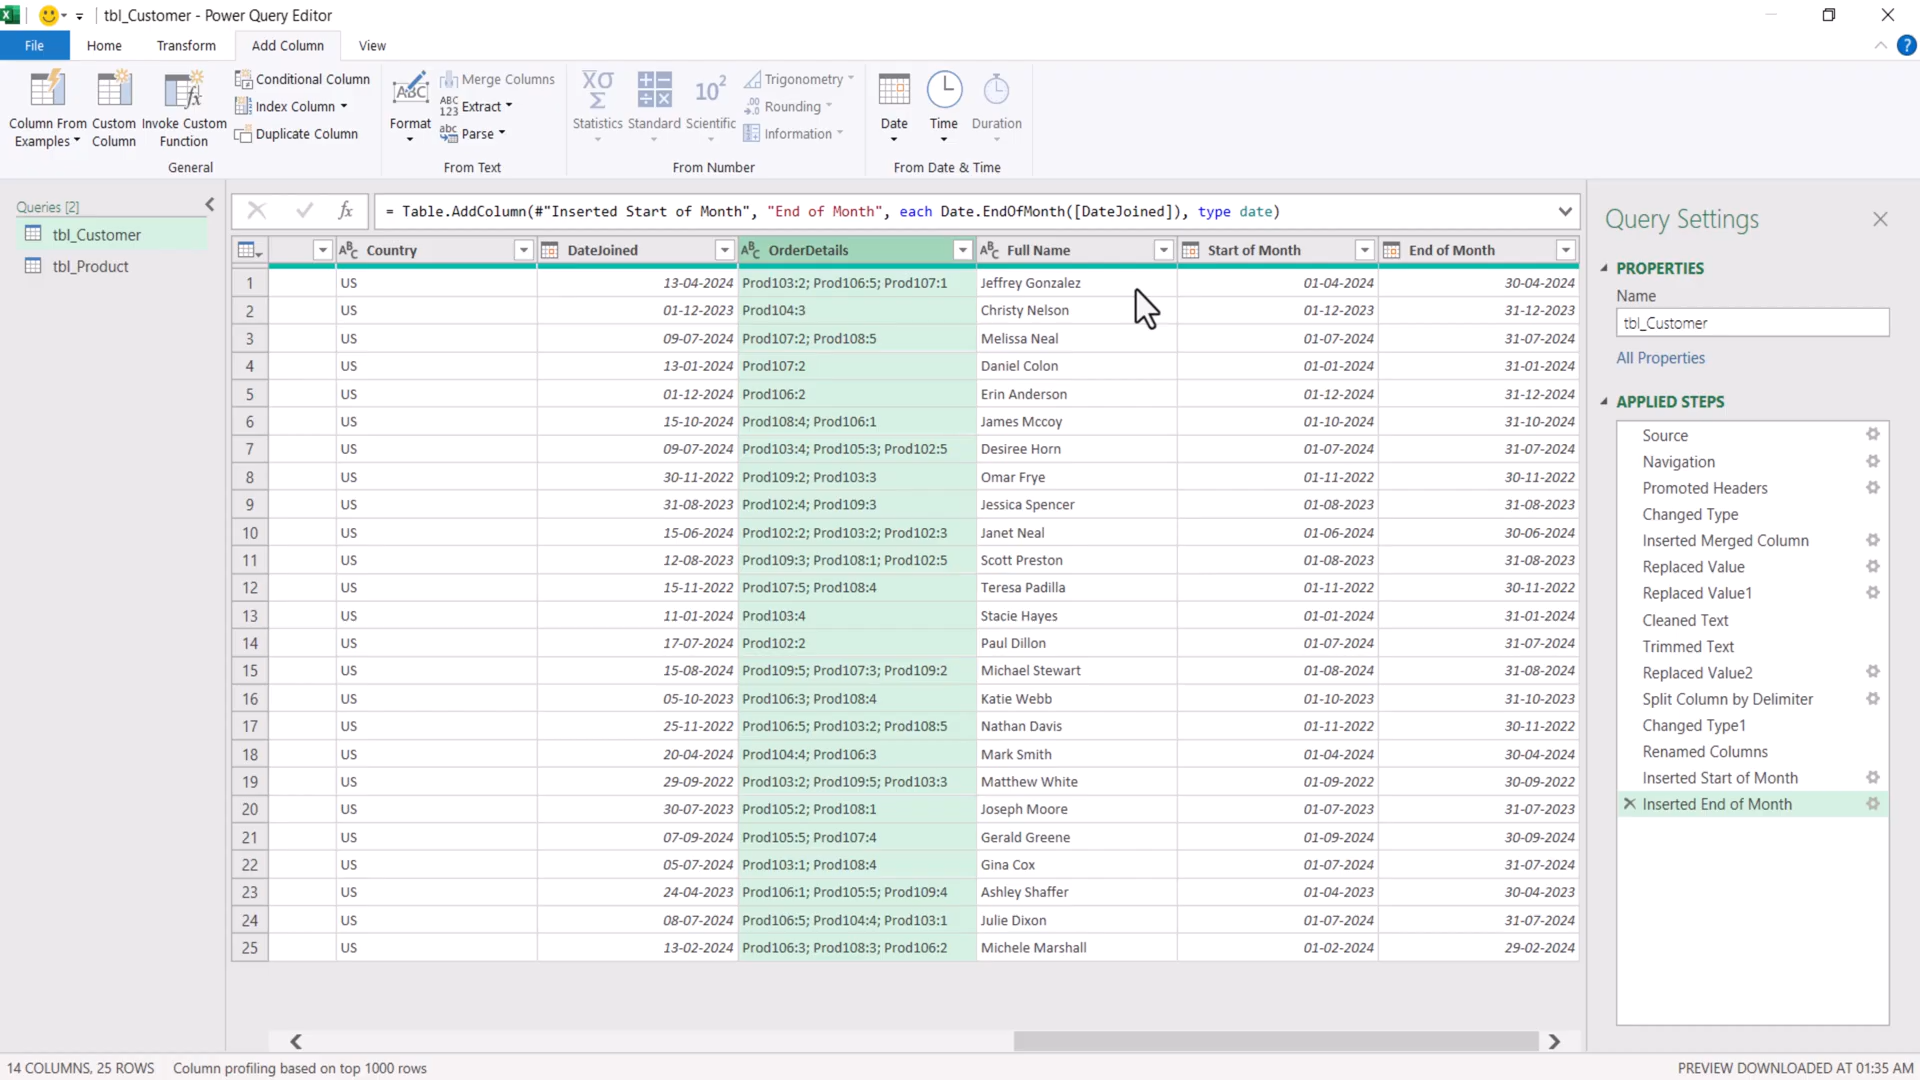 tbl_Customer - Power Query Editor
File Home Transform Add Column View
Column From Examples
Custom Column
Invoke Custom Function
Conditional Column
Index Column
Duplicate Column
General
ABC
Format
Merge Columns
ABC 123 Extract
abc Parse
From Text
XΣ
Statistics
Standard
10²
Scientific
Trigonometry
.00 Rounding
Information
From Number
Date
Time
Duration
From Date & Time
Queries [2]
tbl_Customer
tbl_Product
fx = Table.AddColumn(#"Inserted Start of Month", "End of Month", each Date.EndOfMonth([DateJoined]), type date)
ABC Country DateJoined ABC OrderDetails ABC Full Name Start of Month End of Month
1 US 13-04-2024 Prod103:2; Prod106:5; Prod107:1 Jeffrey Gonzalez 01-04-2024 30-04-2024
2 US 01-12-2023 Prod104:3 Christy Nelson 01-12-2023 31-12-2023
3 US 09-07-2024 Prod107:2; Prod108:5 Melissa Neal 01-07-2024 31-07-2024
4 US 13-01-2024 Prod107:2 Daniel Colon 01-01-2024 31-01-2024
5 US 01-12-2024 Prod106:2 Erin Anderson 01-12-2024 31-12-2024
6 US 15-10-2024 Prod108:4; Prod106:1 James Mccoy 01-10-2024 31-10-2024
7 US 09-07-2024 Prod103:4; Prod105:3; Prod102:5 Desiree Horn 01-07-2024 31-07-2024
8 US 30-11-2022 Prod109:2; Prod103:3 Omar Frye 01-11-2022 30-11-2022
9 US 31-08-2023 Prod102:4; Prod109:3 Jessica Spencer 01-08-2023 31-08-2023
10 US 15-06-2024 Prod102:2; Prod103:2; Prod102:3 Janet Neal 01-06-2024 30-06-2024
11 US 12-08-2023 Prod109:3; Prod108:1; Prod102:5 Scott Preston 01-08-2023 31-08-2023
12 US 15-11-2022 Prod107:5; Prod108:4 Teresa Padilla 01-11-2022 30-11-2022
13 US 11-01-2024 Prod103:4 Stacie Hayes 01-01-2024 31-01-2024
14 US 17-07-2024 Prod102:2 Paul Dillon 01-07-2024 31-07-2024
15 US 15-08-2024 Prod109:5; Prod107:3; Prod109:2 Michael Stewart 01-08-2024 31-08-2024
16 US 05-10-2023 Prod106:3; Prod108:4 Katie Webb 01-10-2023 31-10-2023
17 US 25-11-2022 Prod106:5; Prod103:2; Prod108:5 Nathan Davis 01-11-2022 30-11-2022
18 US 20-04-2024 Prod104:4; Prod106:3 Mark Smith 01-04-2024 30-04-2024
19 US 29-09-2022 Prod103:2; Prod109:5; Prod103:3 Matthew White 01-09-2022 30-09-2022
20 US 30-07-2023 Prod105:2; Prod108:1 Joseph Moore 01-07-2023 31-07-2023
21 US 07-09-2024 Prod105:5; Prod107:4 Gerald Greene 01-09-2024 30-09-2024
22 US 05-07-2024 Prod103:1; Prod108:4 Gina Cox 01-07-2024 31-07-2024
23 US 24-04-2023 Prod106:1; Prod105:5; Prod109:4 Ashley Shaffer 01-04-2023 30-04-2023
24 US 08-07-2024 Prod106:5; Prod104:4; Prod103:1 Julie Dixon 01-07-2024 31-07-2024
25 US 13-02-2024 Prod106:3; Prod108:3; Prod106:2 Michele Marshall 01-02-2024 29-02-2024
Query Settings
PROPERTIES
Name
tbl_Customer
All Properties
APPLIED STEPS
Source
Navigation
Promoted Headers
Changed Type
Inserted Merged Column
Replaced Value
Replaced Value1
Cleaned Text
Trimmed Text
Replaced Value2
Split Column by Delimiter
Changed Type1
Renamed Columns
Inserted Start of Month
Inserted End of Month
14 COLUMNS, 25 ROWS Column profiling based on top 1000 rows PREVIEW DOWNLOADED AT 01:35 AM